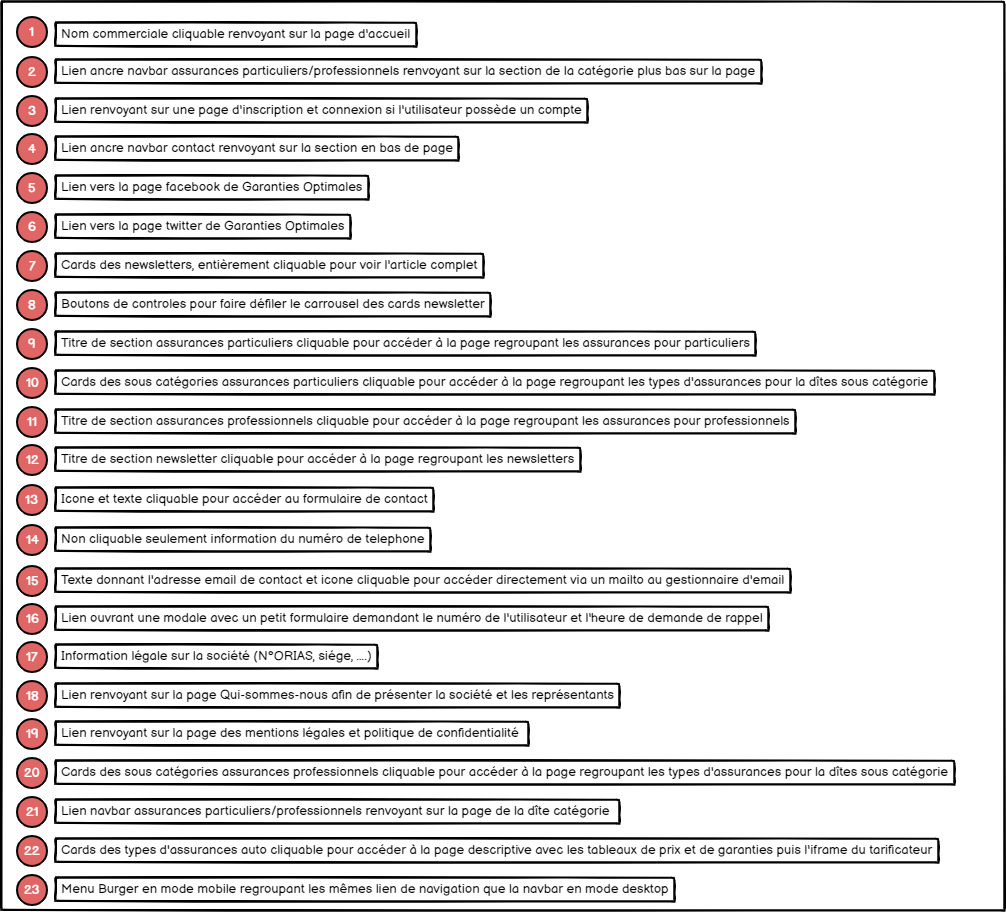 1 Nom commerciale cliquable renvoyant sur la page d'accueil
2 Lien ancre navbar assurances particuliers/professionnels renvoyant sur la section de la catégorie plus bas sur la page
3 Lien renvoyant sur une page d'inscription et connexion si l'utilisateur possède un compte
4 Lien ancre navbar contact renvoyant sur la section en bas de page
5 Lien vers la page facebook de Garanties Optimales
6 Lien vers la page twitter de Garanties Optimales
7 Cards des newsletters, entièrement cliquable pour voir l'article complet
8 Boutons de controles pour faire défiler le carrousel des cards newsletter
9 Titre de section assurances particuliers cliquable pour accéder à la page regroupant les assurances pour particuliers
10 Cards des sous catégories assurances particuliers cliquable pour accéder à la page regroupant les types d'assurances pour la dîtes sous catégorie
11 Titre de section assurances professionnels cliquable pour accéder à la page regroupant les assurances pour professionnels
12 Titre de section newsletter cliquable pour accéder à la page regroupant les newsletters
13 Icone et texte cliquable pour accéder au formulaire de contact
14 Non cliquable seulement information du numéro de telephone
15 Texte donnant l'adresse email de contact et icone cliquable pour accéder directement via un mailto au gestionnaire d'email
16 Lien ouvrant une modale avec un petit formulaire demandant le numéro de l'utilisateur et l'heure de demande de rappel
17 Information légale sur la société (N°ORIAS, siége, ....)
18 Lien renvoyant sur la page Qui-sommes-nous afin de présenter la société et les représentants
19 Lien renvoyant sur la page des mentions légales et politique de confidentialité
20 Cards des sous catégories assurances professionnels cliquable pour accéder à la page regroupant les types d'assurances pour la dîtes sous catégorie
21 Lien navbar assurances particuliers/professionnels renvoyant sur la page de la dîte catégorie
22 Cards des types d'assurances auto cliquable pour accéder à la page descriptive avec les tableaux de prix et de garanties puis l'iframe du tarificateur
23 Menu Burger en mode mobile regroupant les mêmes lien de navigation que la navbar en mode desktop